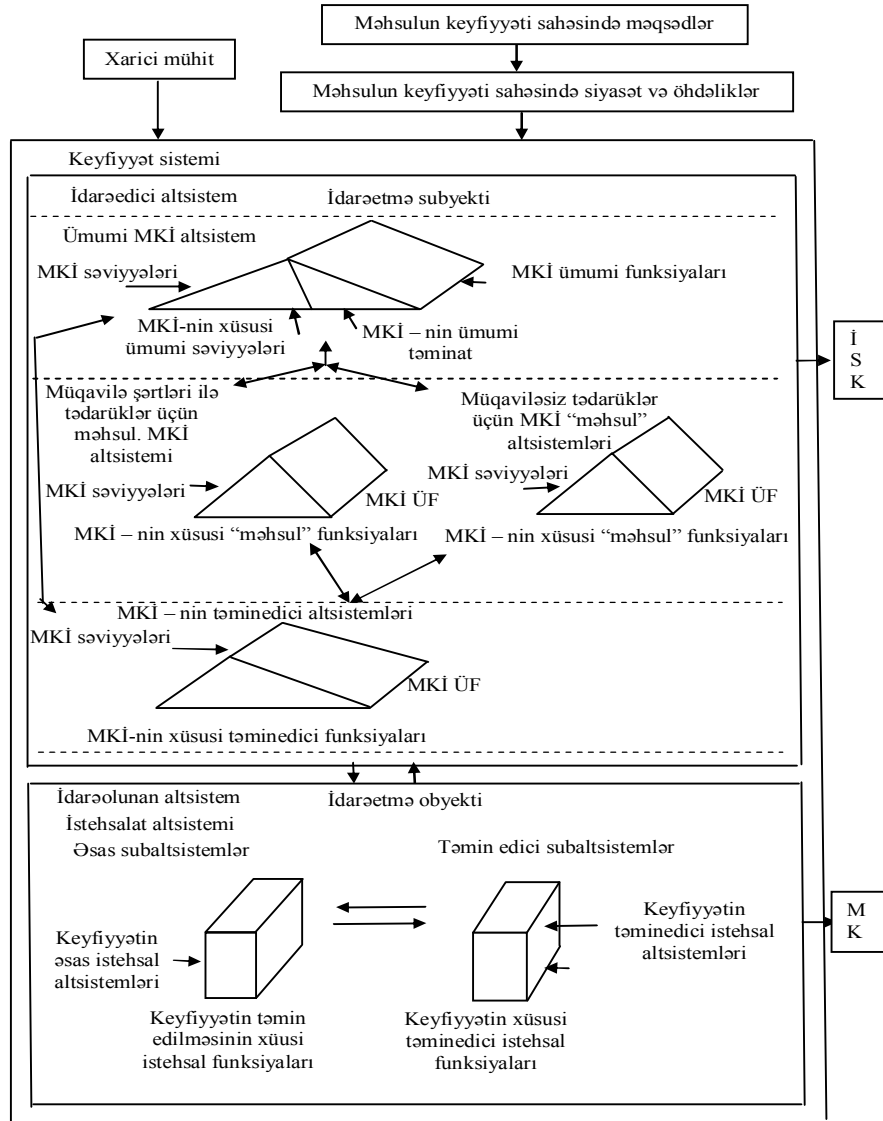 Məhsulun keyfiyyəti sahəsində məqsədlər
Xarici mühit
Məhsulun keyfiyyəti sahəsində siyasət və öhdəliklər
Keyfiyyət sistemi
İdarəedici altsistem
İdarəetmə subyekti
Ümumi MKİ altsistem
MKİ səviyyələri
MKİ ümumi funksiyaları
MKİ-nin xüsusi
ümumi səviyyələri
MKİ – nin ümumi
təminat
İ
S
K
Müqavilə şərtləri ilə
tədarüklər üçün
məhsul. MKİ
altsistemi
Müqaviləsiz tədarüklər
üçün MKİ “məhsul”
altsistemləri
MKİ səviyyələri
MKİ ÜF
MKİ səviyyələri
MKİ ÜF
MKİ – nin xüsusi “məhsul” funksiyaları
MKİ – nin xüsusi “məhsul” funksiyaları
MKİ – nin təminedici altsistemləri
MKİ səviyyələri
MKİ ÜF
MKİ-nin xüsusi təminedici funksiyaları
İdarəolunan altsistem
İdarəetmə obyekti
İstehsalat altsistemi
Əsas subaltsistemlər
Təmin edici subaltsistemlər
Keyfiyyətin
əsas istehsal
altsistemləri
Keyfiyyətin
təminedici istehsal
altsistemləri
M
K
Keyfiyyətin təmin
edilməsinin xüusi
istehsal funksiyaları
Keyfiyyətin xüsusi
təminedici istehsal
funksiyaları